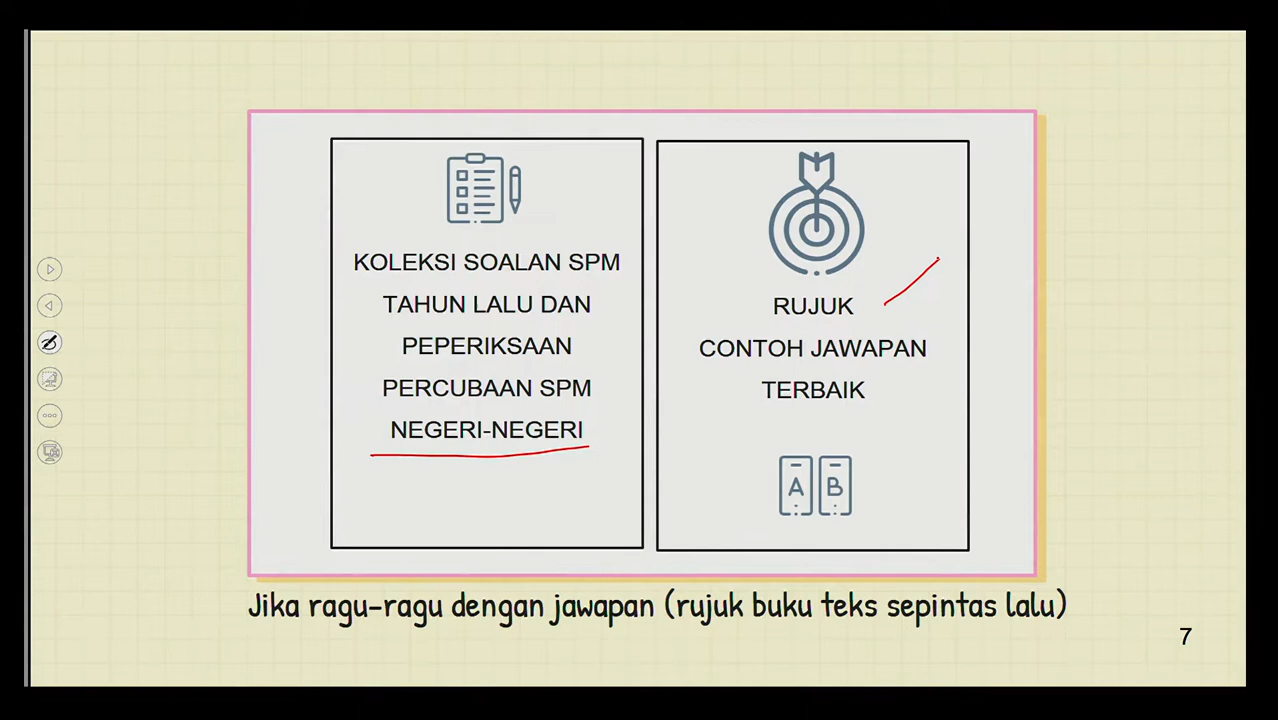 KOLEKSI SOALAN SPM
TAHUN LALU DAN
PEPERIKSAAN
PERCUBAAN SPM
NEGERI-NEGERI
RUJUK
CONTOH JAWAPAN
TERBAIK
A B
Jika ragu-ragu dengan jawapan (rujuk buku teks sepintas lalu)
7